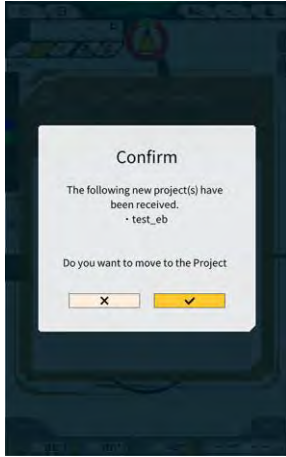 Confirm
The following new project(s) have
been received.
・test_eb
Do you want to move to the Project